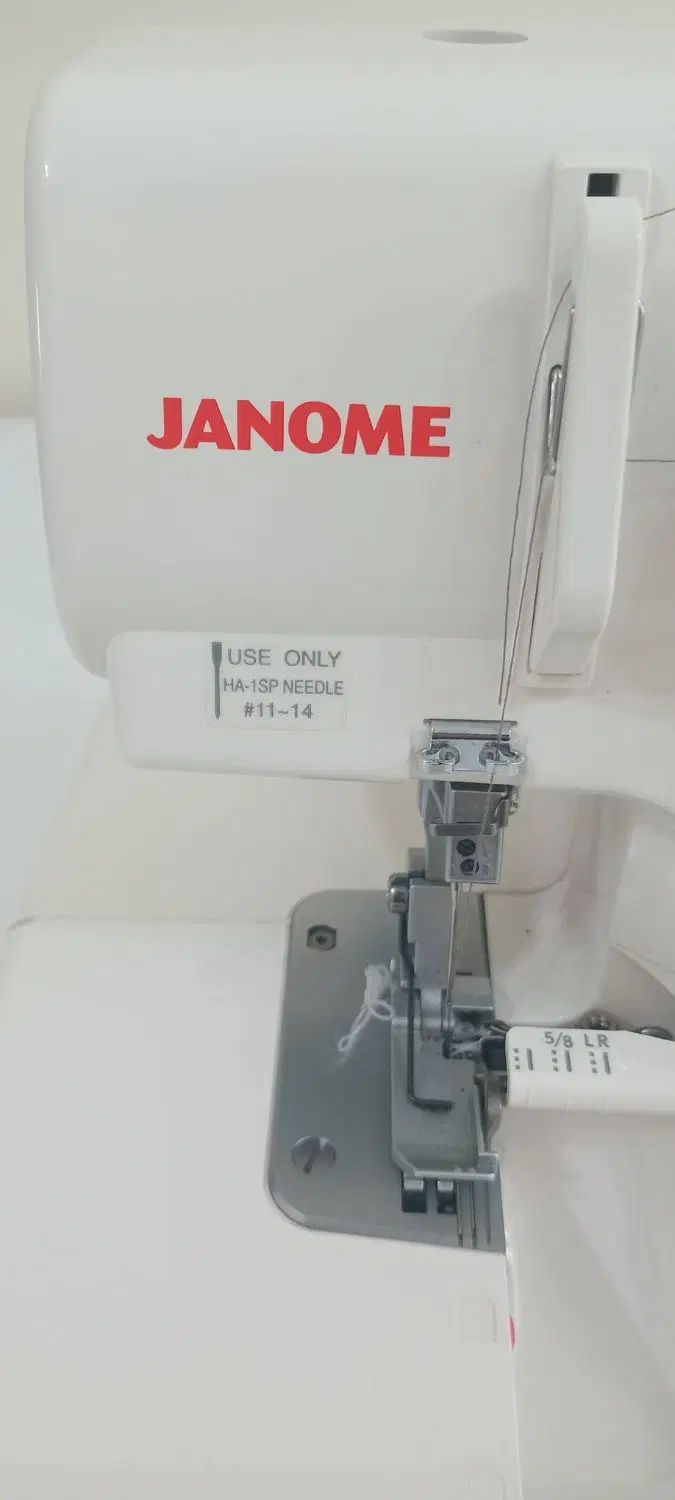 JANOME
USE ONLY
HA-1SP NEEDLE
#11~14
5/8 L R